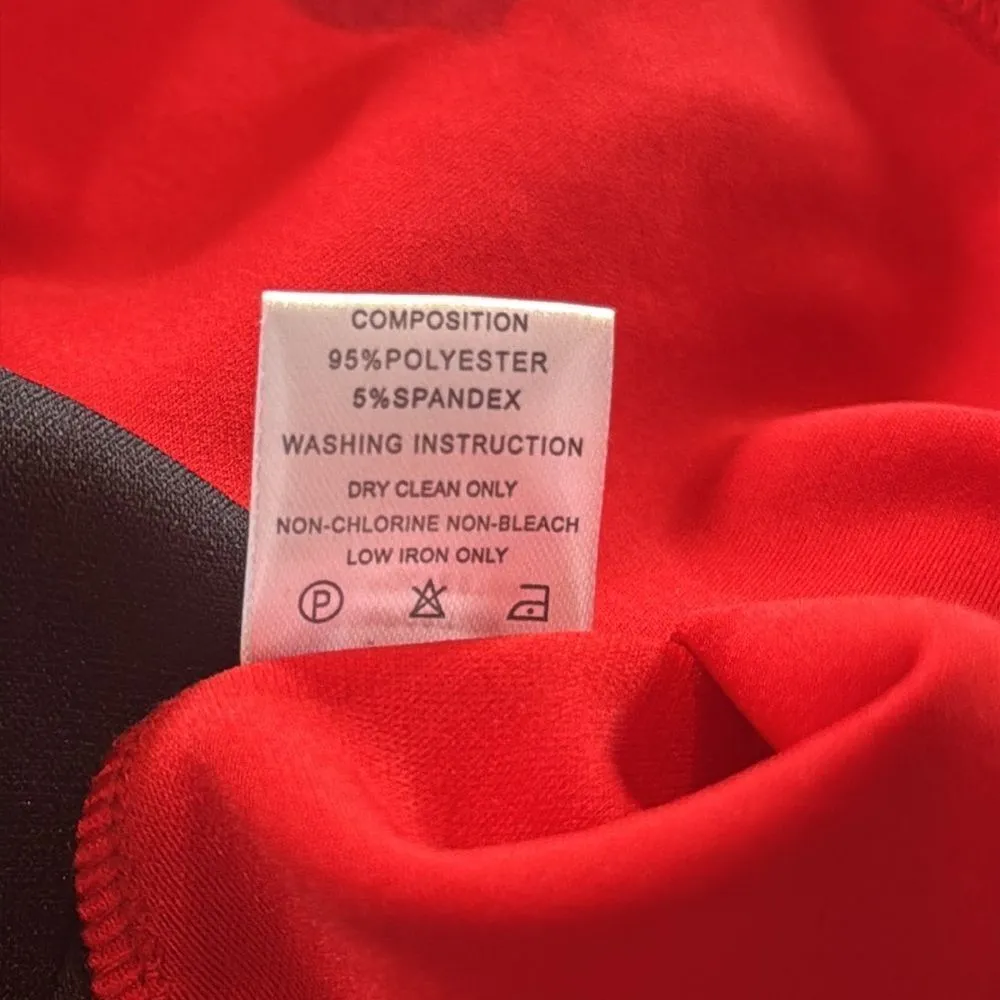 COMPOSITION
95%POLYESTER
5%SPANDEX
WASHING INSTRUCTION
DRY CLEAN ONLY
NON-CHLORINE NON-BLEACH
LOW IRON ONLY
P